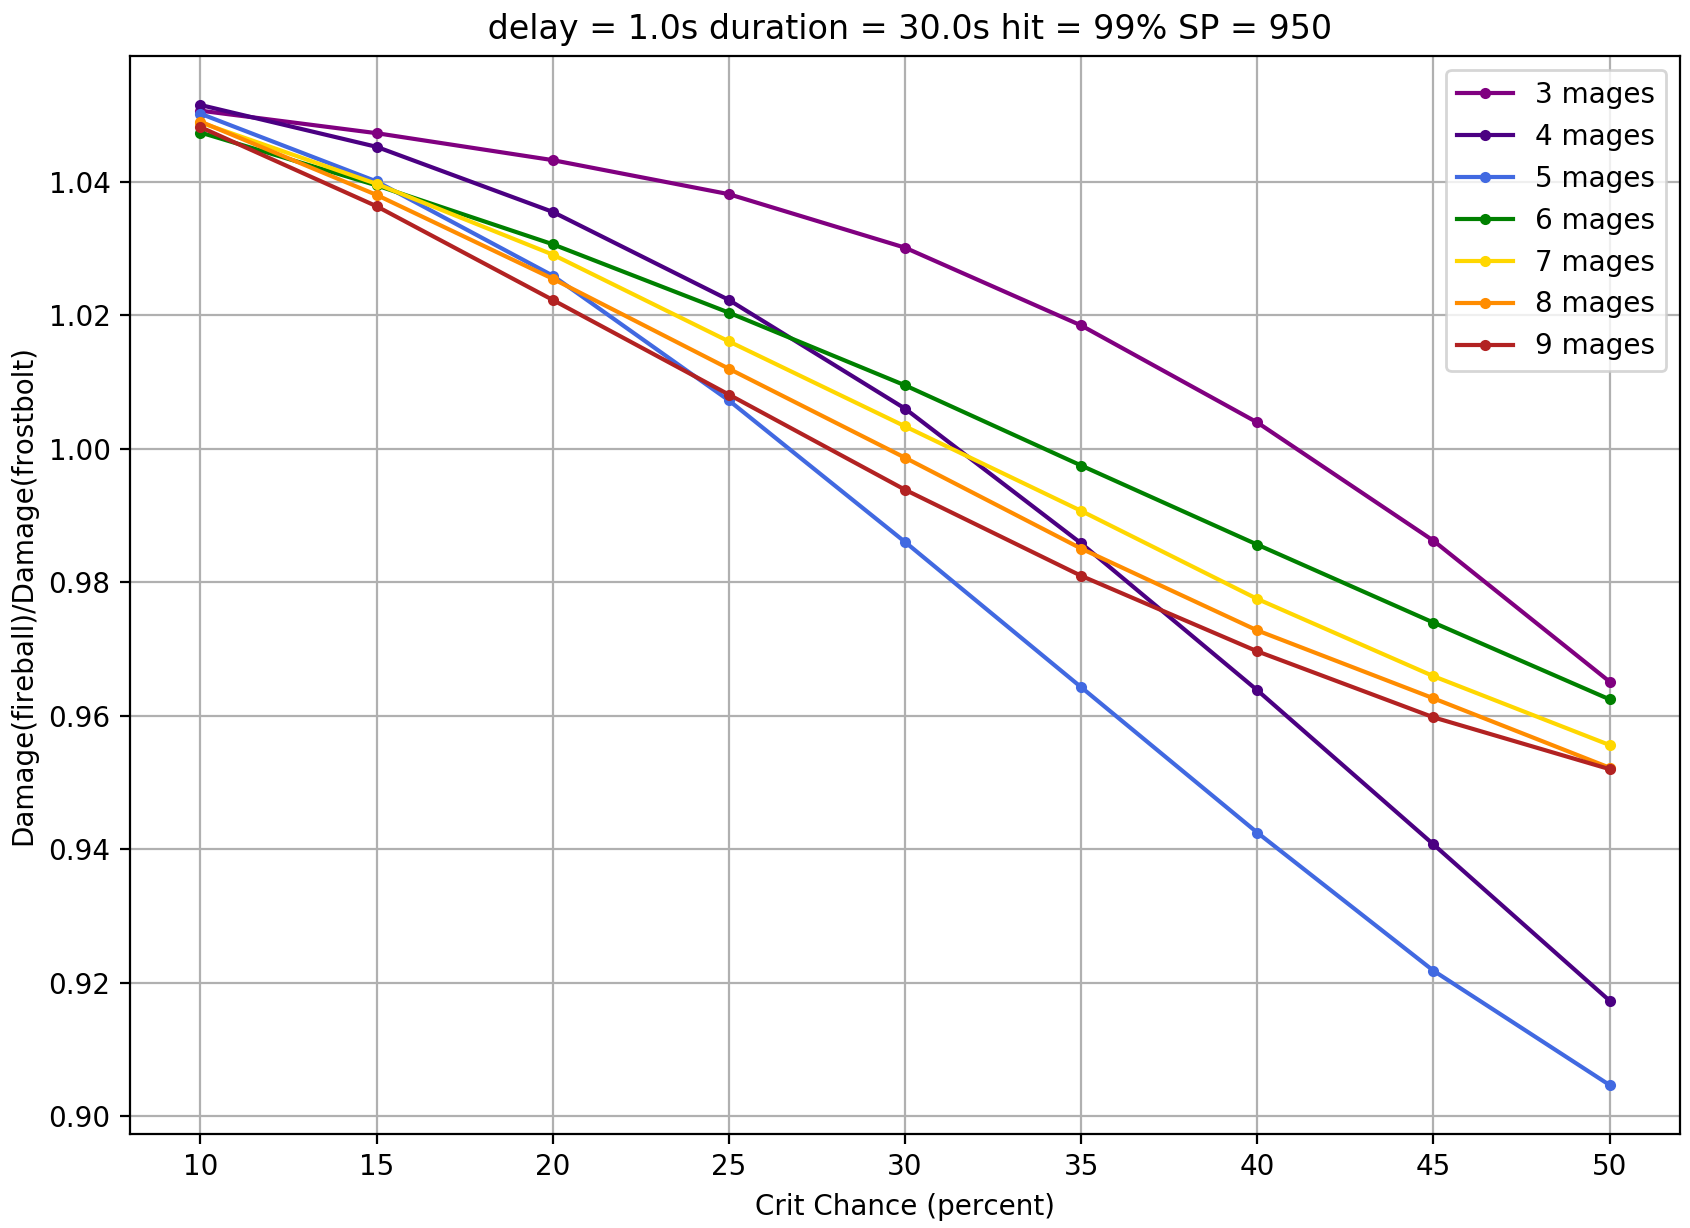 delay = 1.0s duration = 30.0s hit = 99% SP = 950
3 mages
4 mages
5 mages
6 mages
7 mages
8 mages
9 mages
Damage(fireball)/Damage(frostbolt)
1.04
1.02
1.00
0.98
0.96
0.94
0.92
0.90
10 15 20 25 30 35 40 45 50
Crit Chance (percent)